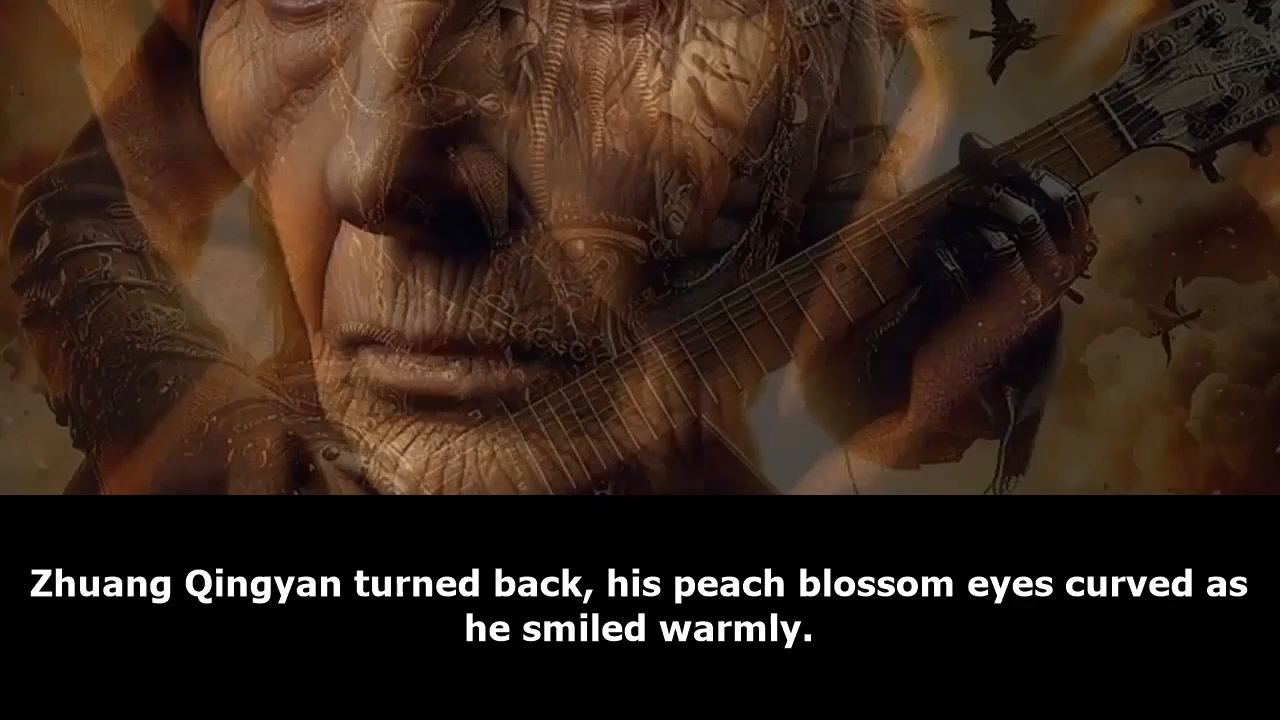 Zhuang Qingyan turned back, his peach blossom eyes curved as
he smiled warmly.